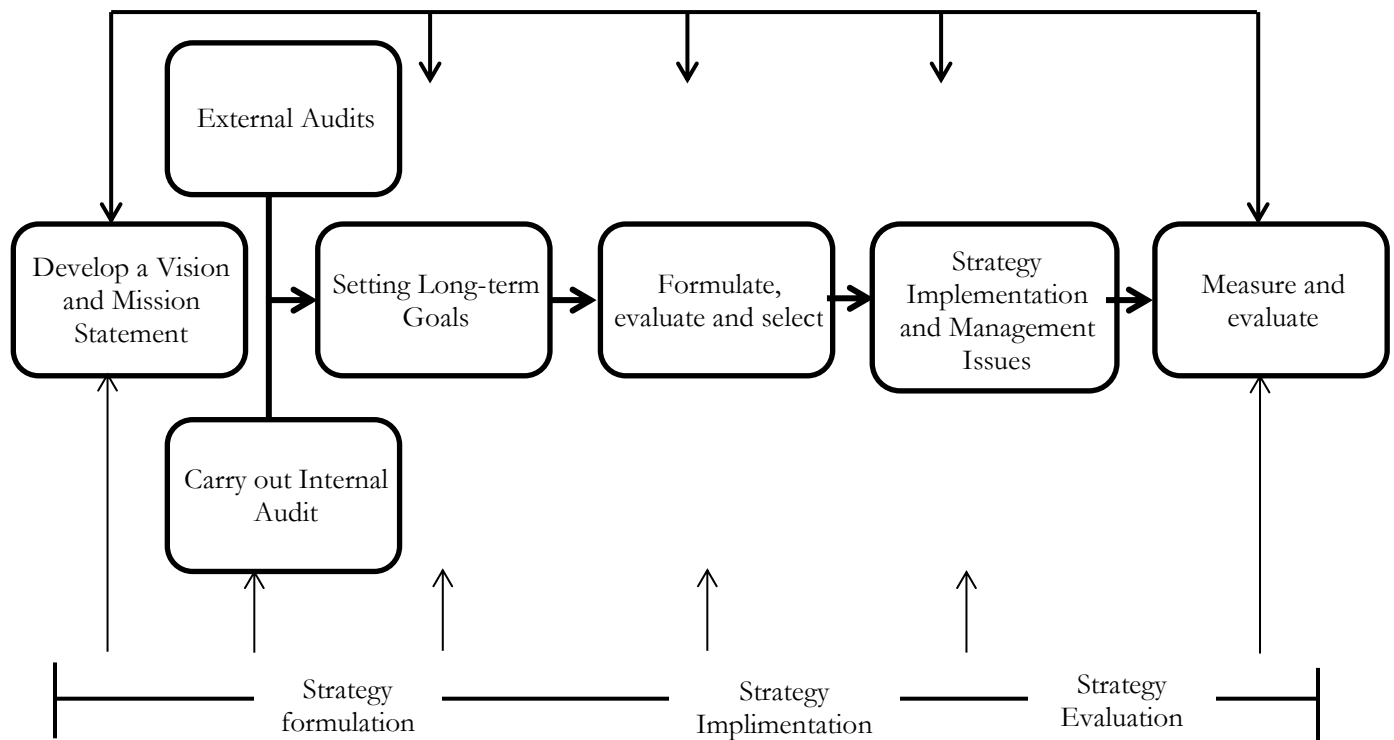 External Audits
Develop a Vision
and Mission
Statement
Setting Long-term
Goals
Formulate,
evaluate and select
Strategy
Implementation
and Management
Issues
Measure and
evaluate
Carry out Internal
Audit
Strategy
formulation
Strategy
Implimentation
Strategy
Evaluation